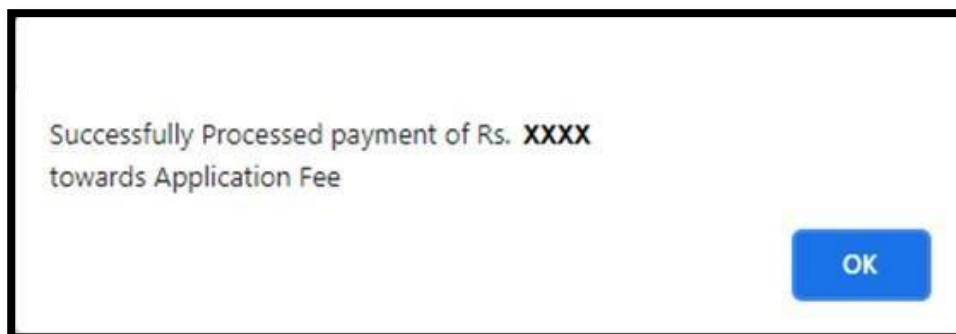 Successfully Processed payment of Rs. XXXX
towards Application Fee
OK